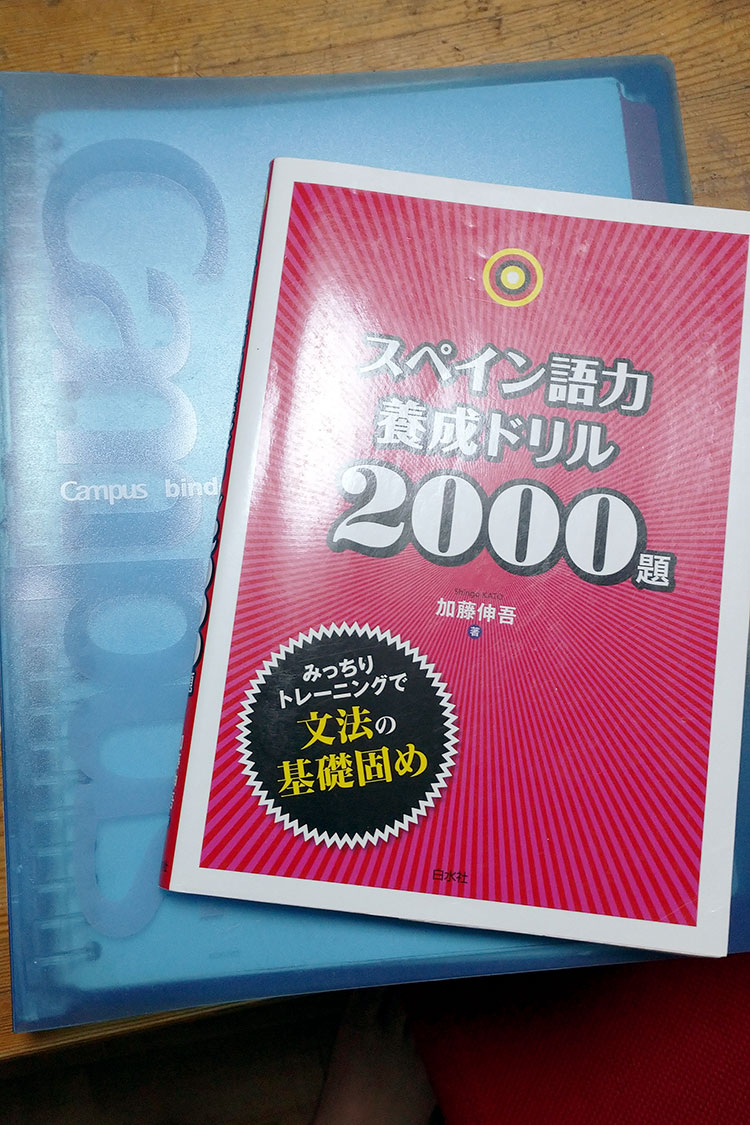 Campus
Campus bind
スペイン語力
養成ドリル
2000題
Shingo KATO
加藤伸吾
著
みっちり
トレーニングで
文法の
基礎固め
白水社